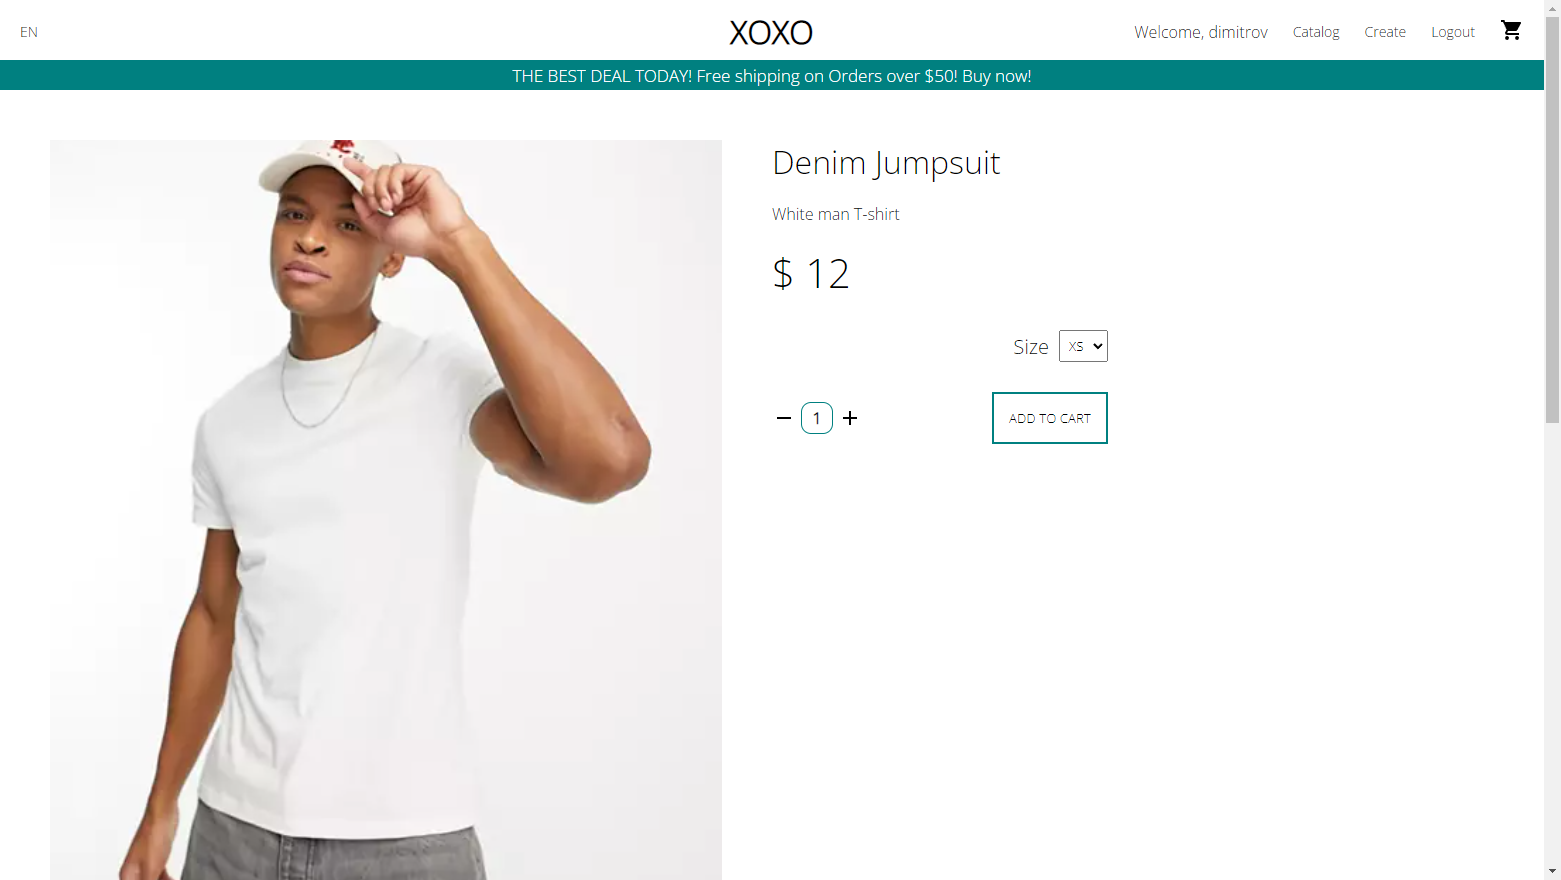 EN
XOXO
Welcome, dimitrov
Catalog
Create
Logout
THE BEST DEAL TODAY! Free shipping on Orders over $50! Buy now!
Denim Jumpsuit
White man T-shirt
$ 12
Size
XS
1
ADD TO CART